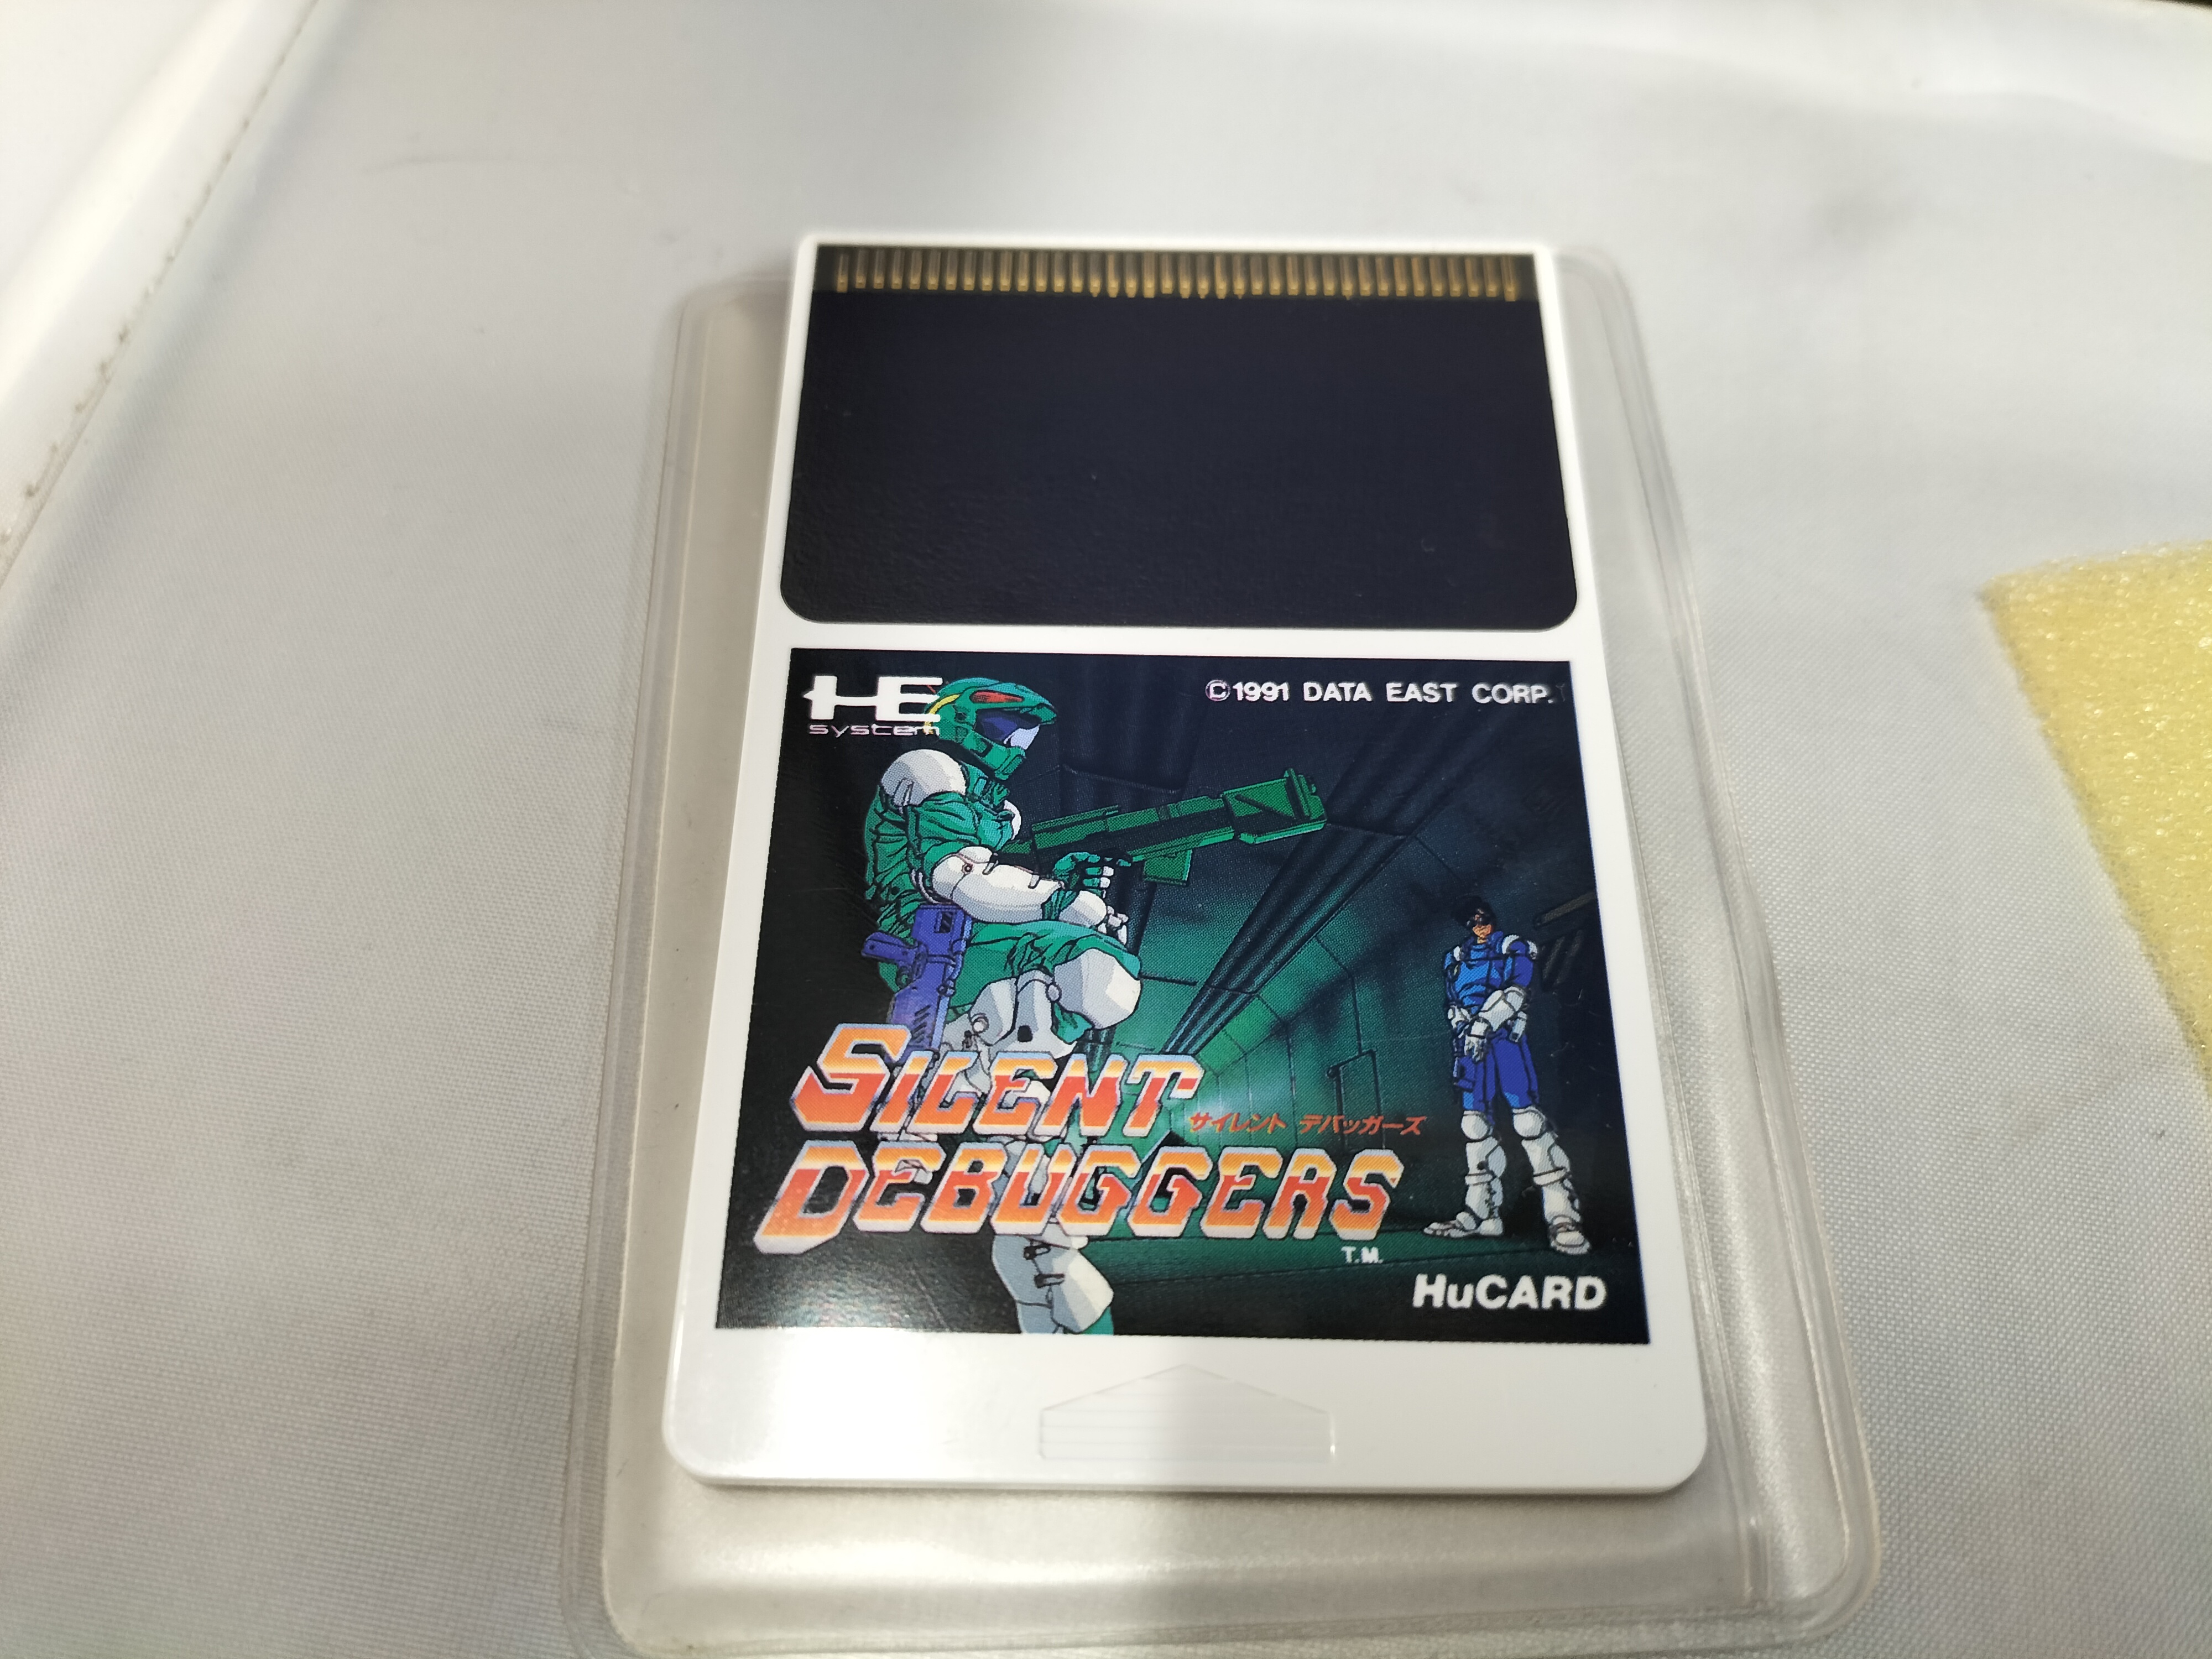 HE
system
©1991 DATA EAST CORP.
SILENT
サイレント デバッガーズ
DEBUGGERS
T.M.
HuCARD